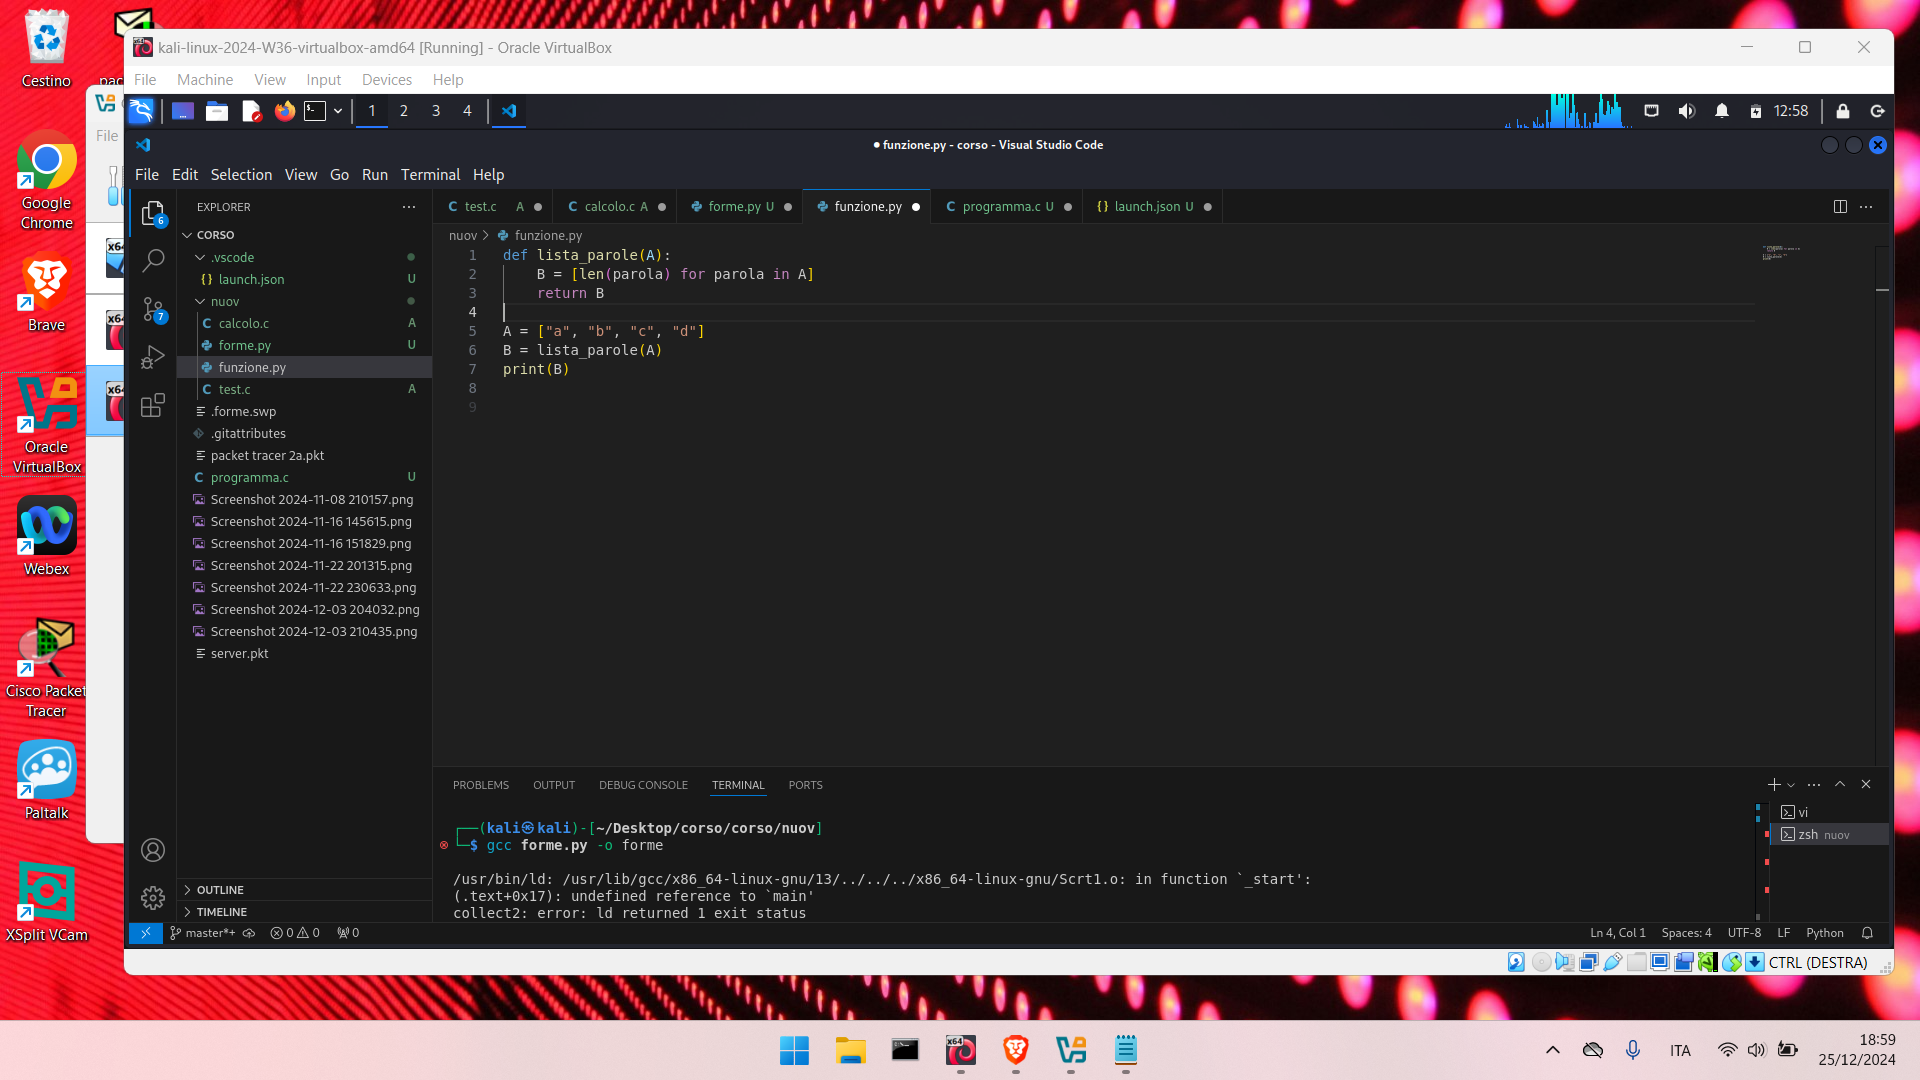 Cestino
pac
Google
Chrome
Brave
Oracle
VirtualBox
Webex
Cisco Packet
Tracer
Paltalk
XSplit VCam
File
kali-linux-2024-W36-virtualbox-amd64 [Running] - Oracle VirtualBox
File Machine View Input Devices Help
1 2 3 4
12:58
● funzione.py - corso - Visual Studio Code
File Edit Selection View Go Run Terminal Help
6
7
EXPLORER ...
CORSO
.vscode
{} launch.json U
nuov
C calcolo.c A
forme.py U
funzione.py
C test.c A
.forme.swp
.gitattributes
packet tracer 2a.pkt
C programma.c U
Screenshot 2024-11-08 210157.png
Screenshot 2024-11-16 145615.png
Screenshot 2024-11-16 151829.png
Screenshot 2024-11-22 201315.png
Screenshot 2024-11-22 230633.png
Screenshot 2024-12-03 204032.png
Screenshot 2024-12-03 210435.png
server.pkt
OUTLINE
TIMELINE
C test.c A ● C calcolo.c A ● forme.py U ● funzione.py ● C programma.c U ● {} launch.json U ●
nuov > funzione.py
1 def lista_parole(A):
2     B = [len(parola) for parola in A]
3     return B
4
5 A = ["a", "b", "c", "d"]
6 B = lista_parole(A)
7 print(B)
8
9
PROBLEMS OUTPUT DEBUG CONSOLE TERMINAL PORTS
vi
zsh nuov
┌──(kali㉿kali)-[~/Desktop/corso/corso/nuov]
└─$ gcc forme.py -o forme
/usr/bin/ld: /usr/lib/gcc/x86_64-linux-gnu/13/../../../x86_64-linux-gnu/Scrt1.o: in function `_start':
(.text+0x17): undefined reference to `main'
collect2: error: ld returned 1 exit status
master*+ 0 0 0
Ln 4, Col 1 Spaces: 4 UTF-8 LF Python
CTRL (DESTRA)
x64
x64
x64
x64
ITA
18:59
25/12/2024